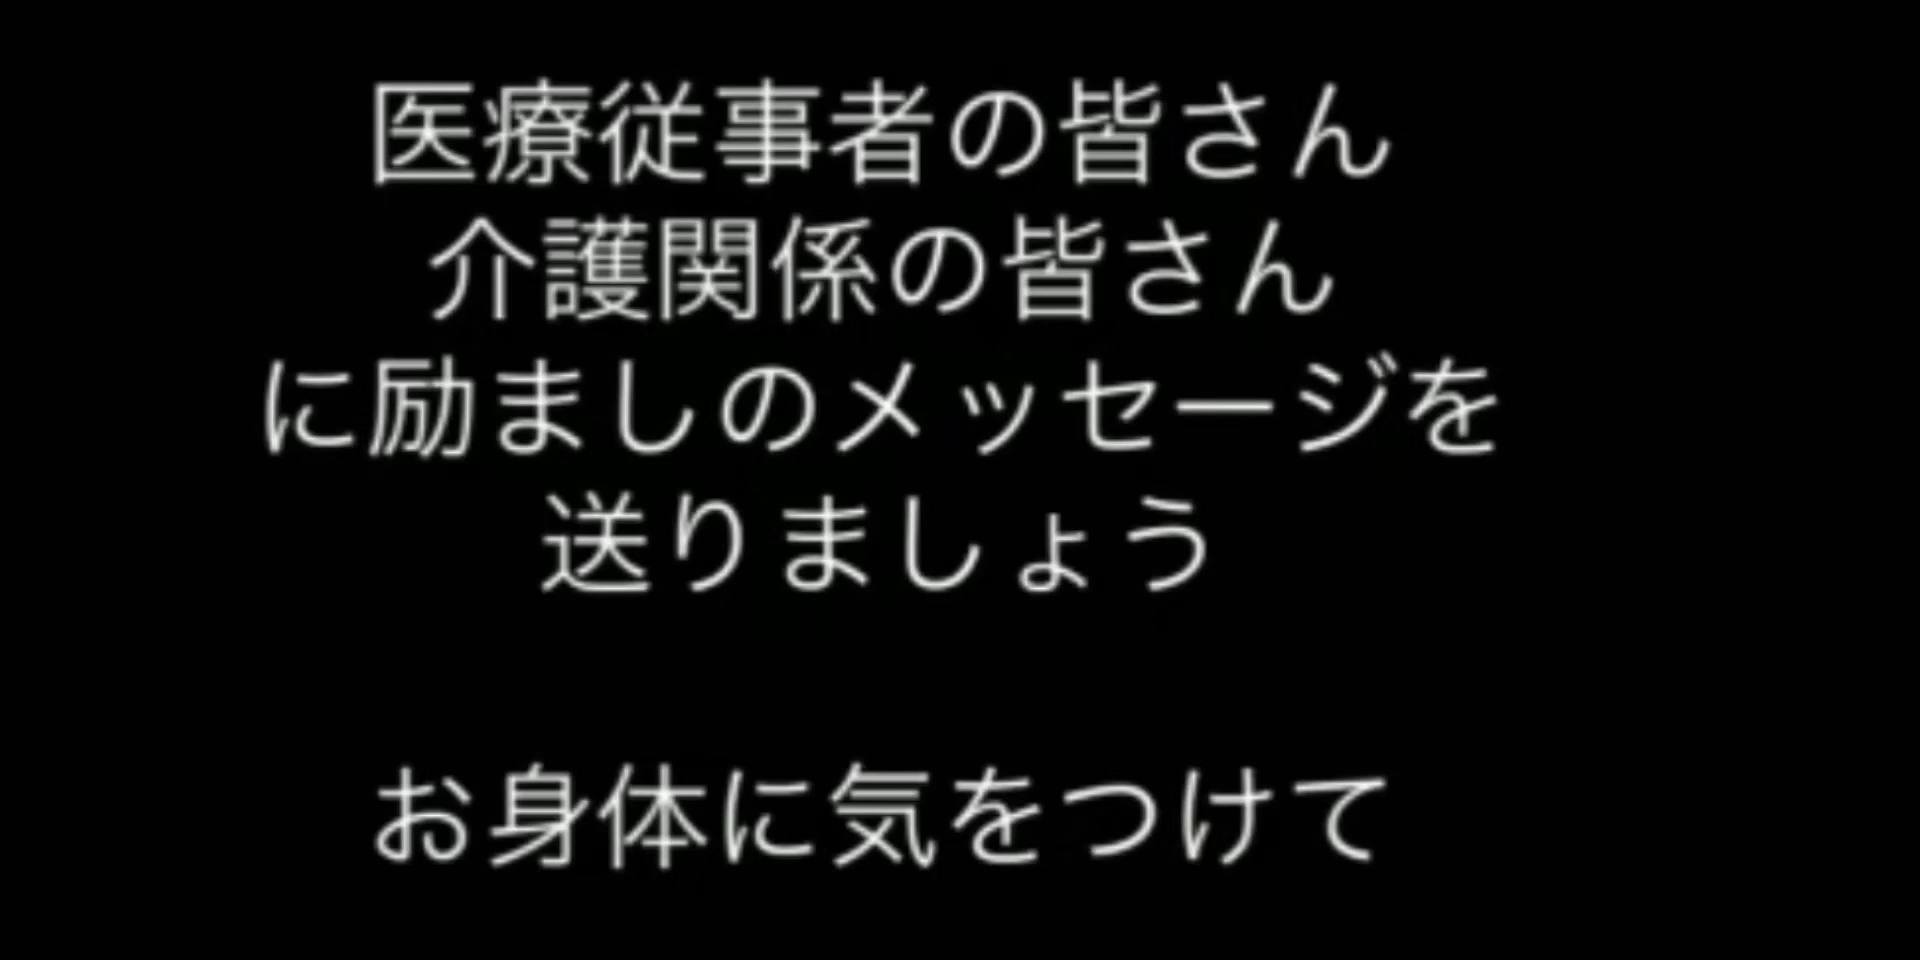 医療従事者の皆さん
介護関係の皆さん
に励ましのメッセージを
送りましょう
お身体に気をつけて